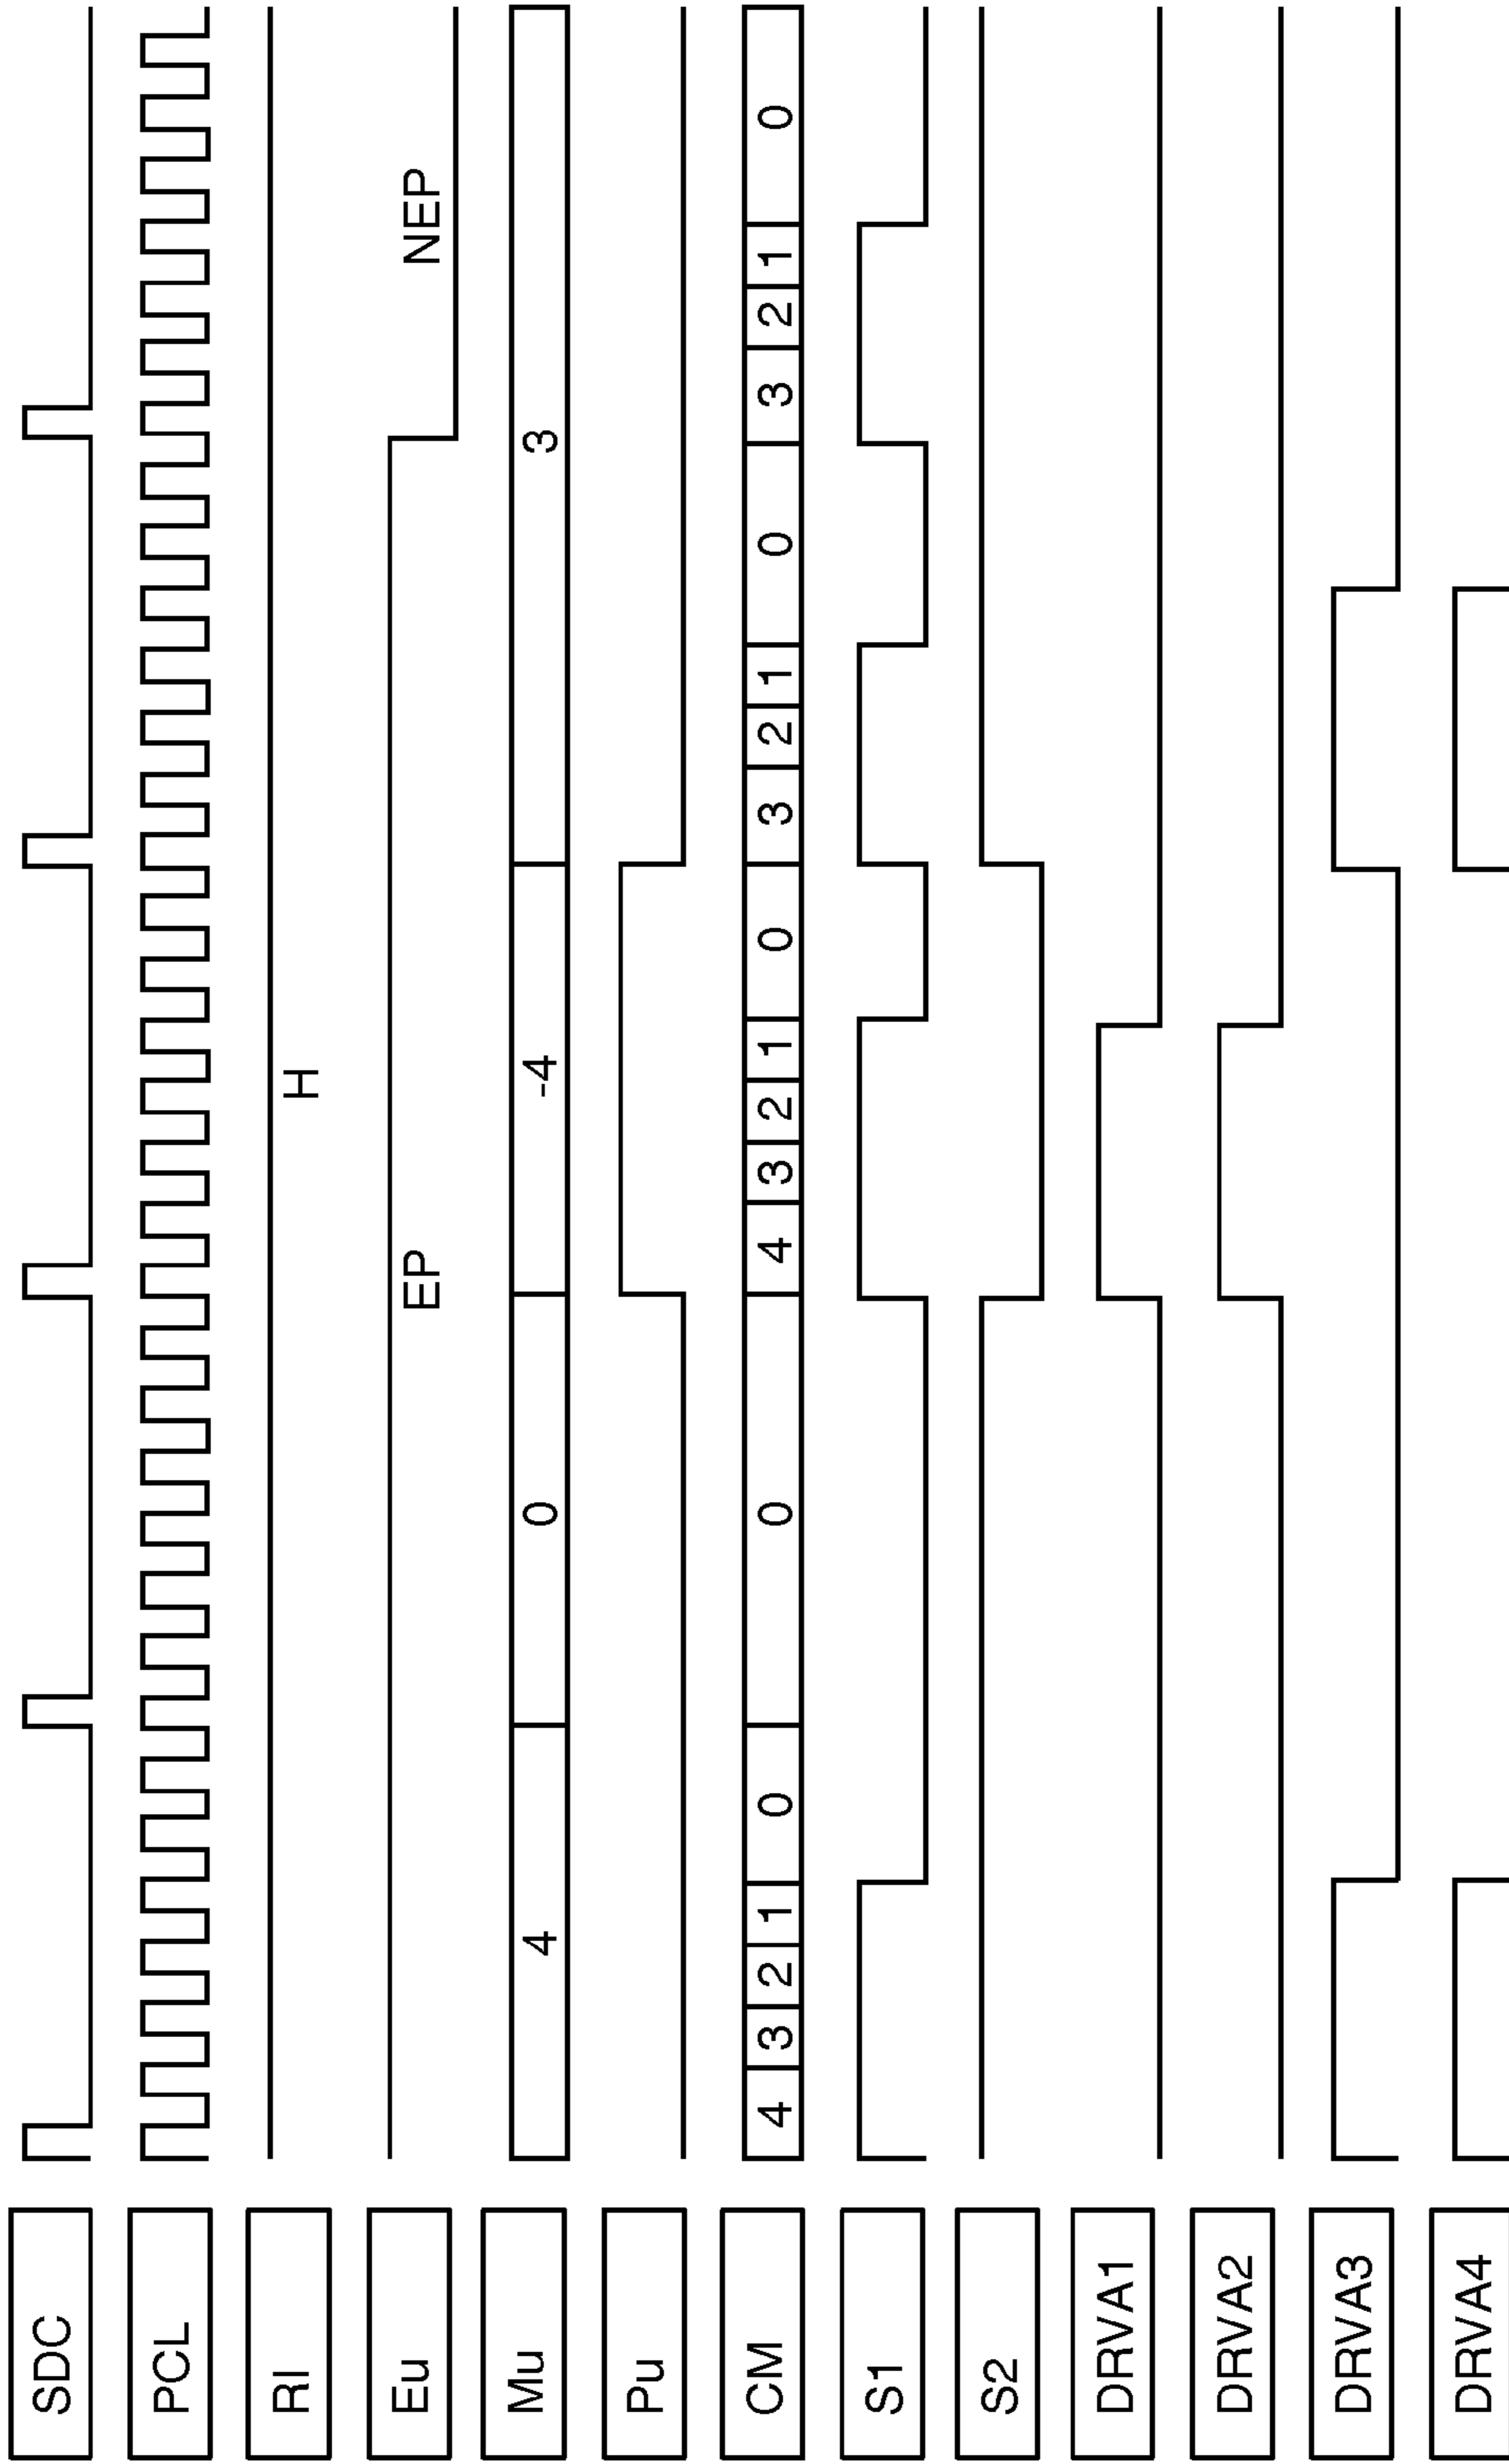 SDC
PCL
RI H
Eu EP NEP
Mu 4 0 -4 3
Pu
CM 4 3 2 1 0 0 4 3 2 1 0 3 2 1 0 3 2 1 0
S1
S2
DRVA1
DRVA2
DRVA3
DRVA4